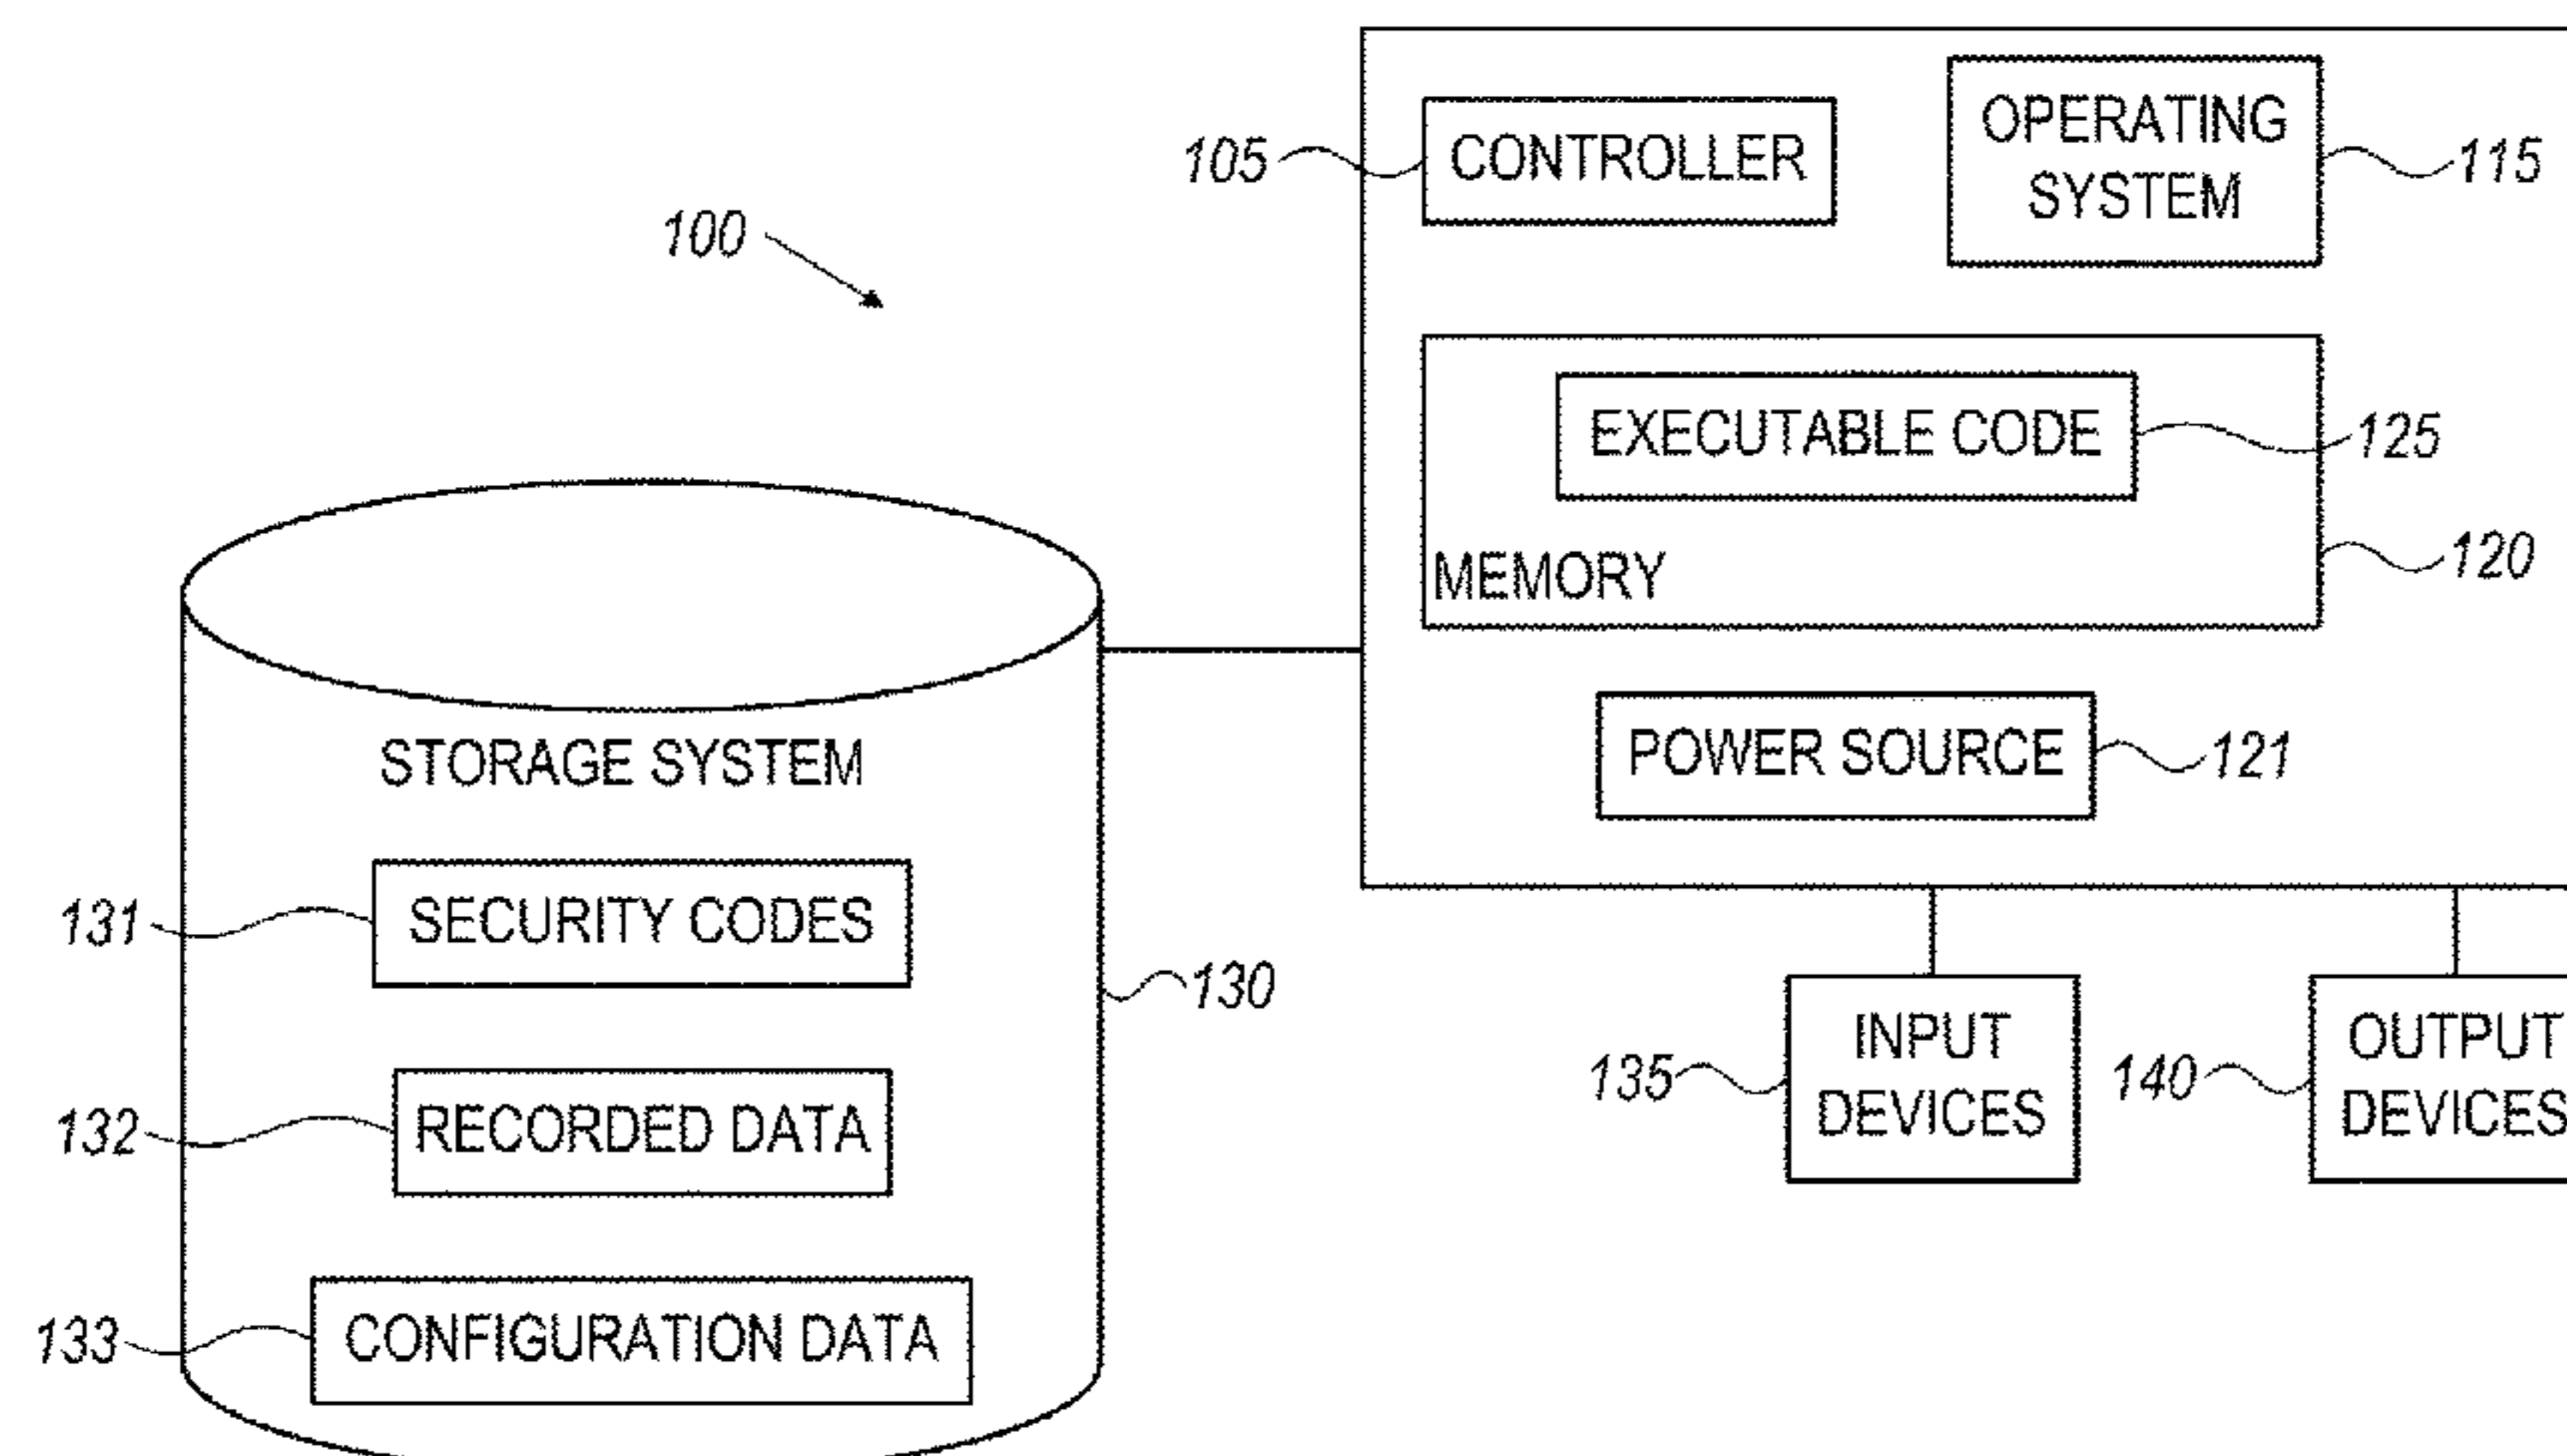 100
105
CONTROLLER
OPERATING
SYSTEM
115
EXECUTABLE CODE
125
MEMORY
120
POWER SOURCE
121
STORAGE SYSTEM
131
SECURITY CODES
130
132
RECORDED DATA
133
CONFIGURATION DATA
135
INPUT
DEVICES
140
OUTPUT
DEVICES